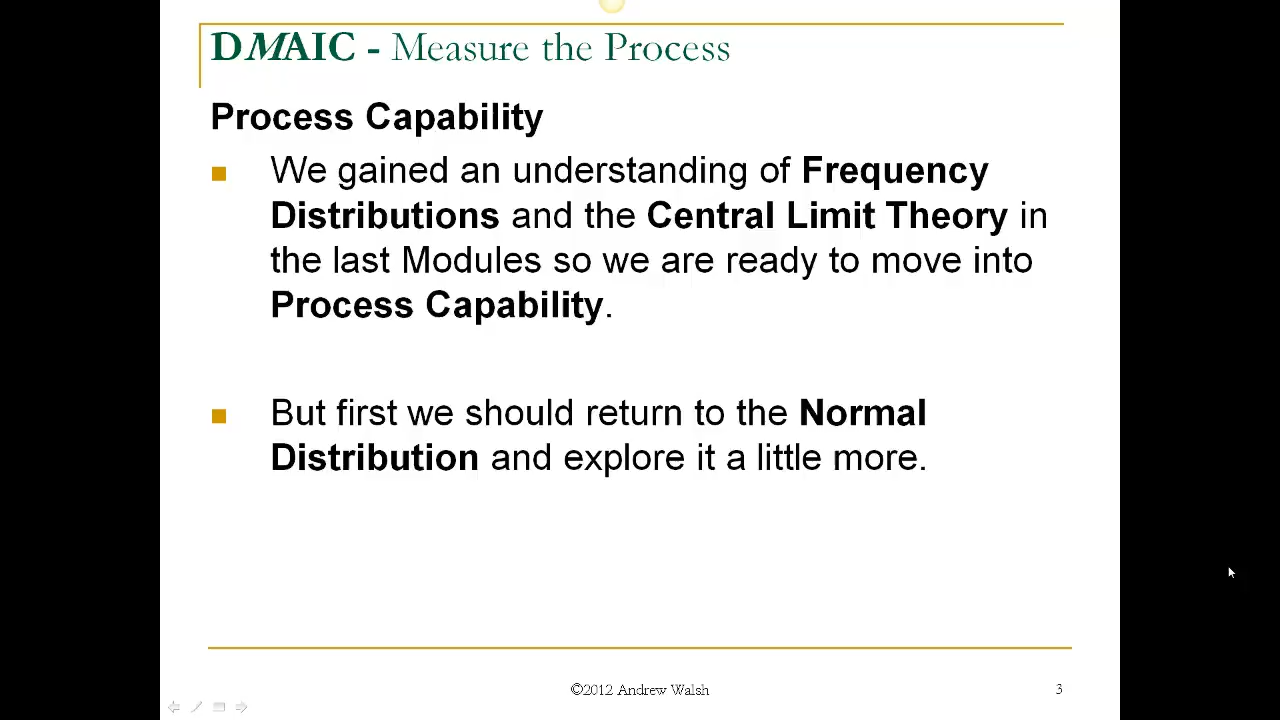 DMAIC - Measure the Process
Process Capability
We gained an understanding of Frequency
Distributions and the Central Limit Theory in
the last Modules so we are ready to move into
Process Capability.
But first we should return to the Normal
Distribution and explore it a little more.
©2012 Andrew Walsh
3